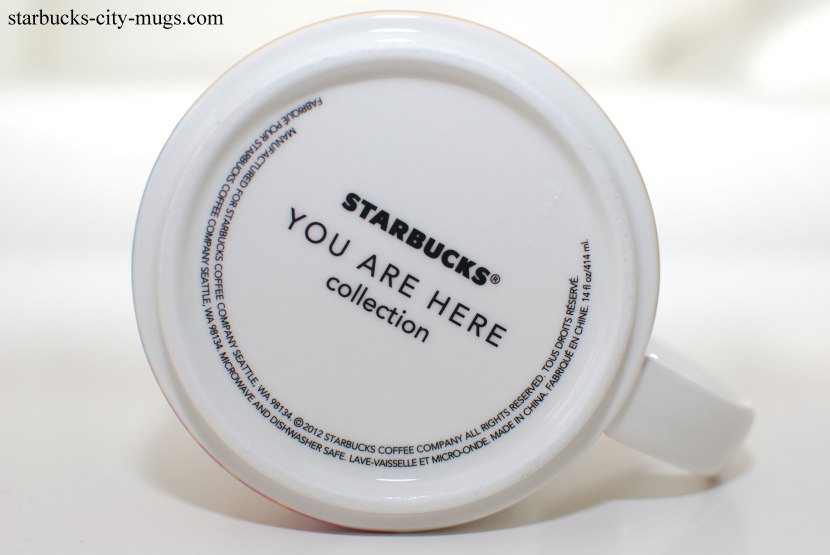 starbucks-city-mugs.com
STARBUCKS®
YOU ARE HERE
collection
MANUFACTURED FOR STARBUCKS COFFEE COMPANY SEATTLE, WA 98134. ©2012 STARBUCKS COFFEE COMPANY ALL RIGHTS RESERVED. TOUS DROITS RÉSERVÉ.
FABRIQUÉ POUR STARBUCKS COFFEE COMPANY SEATTLE, WA 98134. MICROWAVE AND DISHWASHER SAFE. LAVE-VAISSELLE ET MICRO-ONDE. MADE IN CHINA. FABRIQUÉ EN CHINE. 14 fl oz/414 ml.